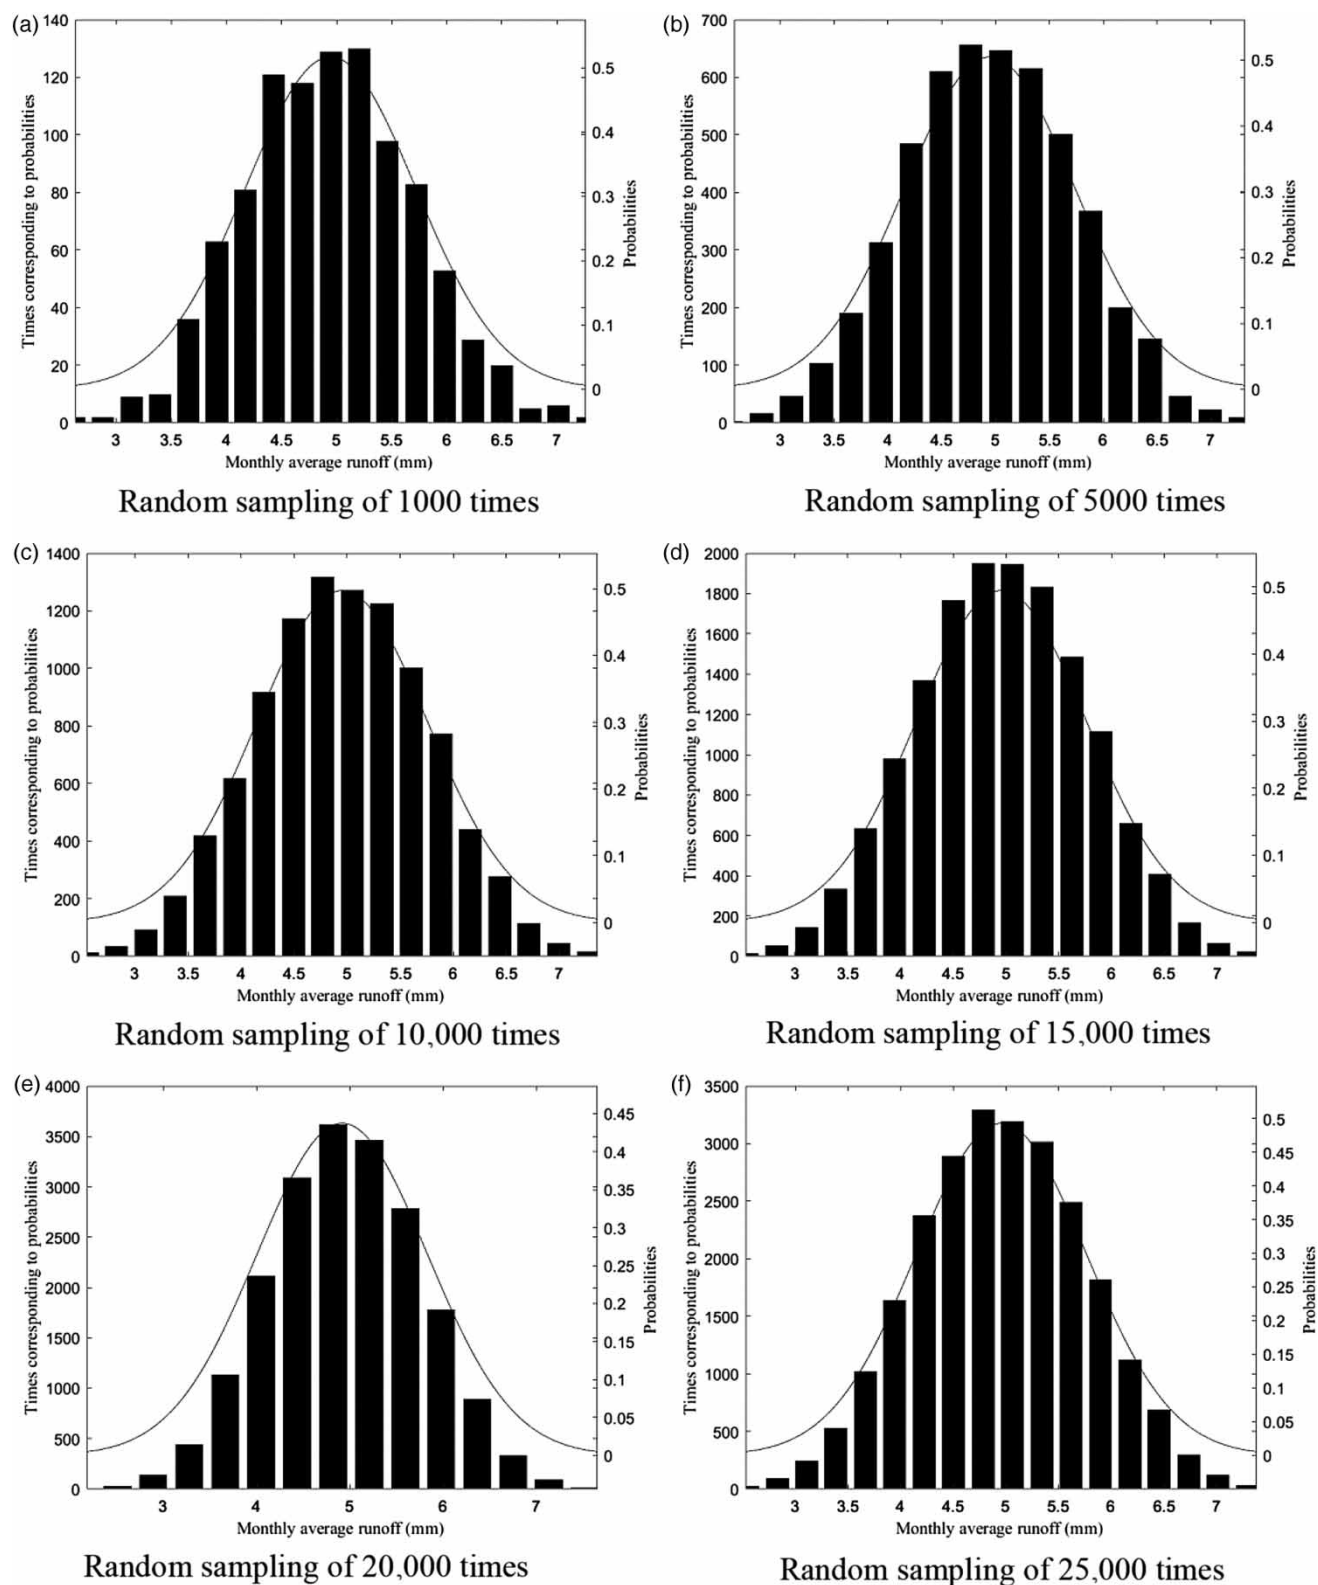 (a)
140
120
100
80
60
40
20
0
Times corresponding to probabilities
0.5
0.4
0.3
0.2
0.1
0
Probabilities
3 3.5 4 4.5 5 5.5 6 6.5 7
Monthly average runoff (mm)
Random sampling of 1000 times
(b)
700
600
500
400
300
200
100
0
Times corresponding to probabilities
0.5
0.4
0.3
0.2
0.1
0
Probabilities
3 3.5 4 4.5 5 5.5 6 6.5 7
Monthly average runoff (mm)
Random sampling of 5000 times
(c)
1400
1200
1000
800
600
400
200
0
Times corresponding to probabilities
0.5
0.4
0.3
0.2
0.1
0
Probabilities
3 3.5 4 4.5 5 5.5 6 6.5 7
Monthly average runoff (mm)
Random sampling of 10,000 times
(d)
2000
1800
1600
1400
1200
1000
800
600
400
200
0
Times corresponding to probabilities
0.5
0.4
0.3
0.2
0.1
0
Probabilities
3 3.5 4 4.5 5 5.5 6 6.5 7
Monthly average runoff (mm)
Random sampling of 15,000 times
(e)
4000
3500
3000
2500
2000
1500
1000
500
0
Times corresponding to probabilities
0.45
0.4
0.35
0.3
0.25
0.2
0.15
0.1
0.05
0
Probabilities
3 4 5 6 7
Monthly average runoff (mm)
Random sampling of 20,000 times
(f)
3500
3000
2500
2000
1500
1000
500
0
Times corresponding to probabilities
0.5
0.45
0.4
0.35
0.3
0.25
0.2
0.15
0.1
0.05
0
Probabilities
3 3.5 4 4.5 5 5.5 6 6.5 7
Monthly average runoff (mm)
Random sampling of 25,000 times